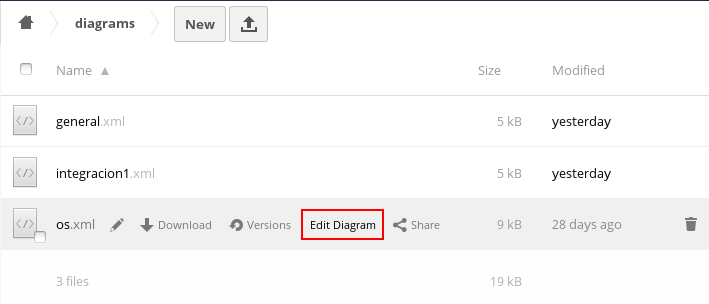 diagrams New
Name ▲ Size Modified
</> general.xml 5 kB yesterday
</> integracion1.xml 5 kB yesterday
</> os.xml Download Versions Edit Diagram Share 9 kB 28 days ago
3 files 19 kB